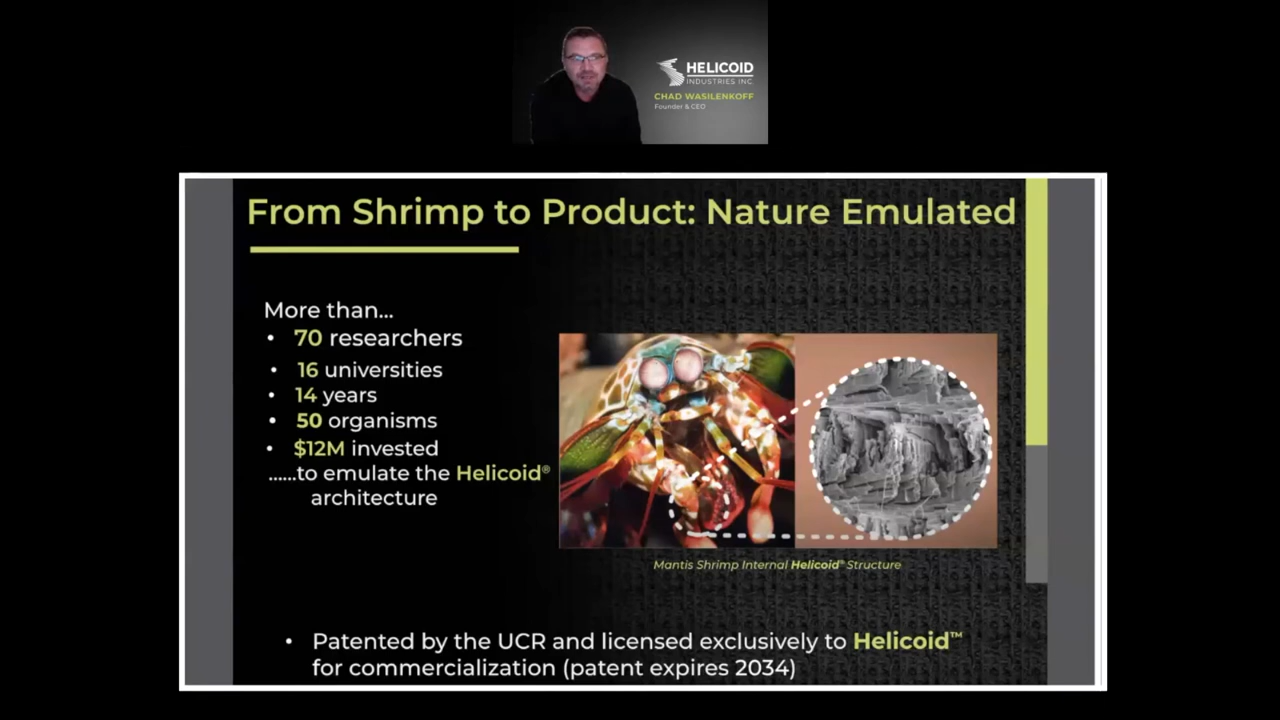 HELICOID
INDUSTRIES INC.
CHAD WASILENKOFF
Founder & CEO
From Shrimp to Product: Nature Emulated
More than...
• 70 researchers
• 16 universities
• 14 years
• 50 organisms
• $12M invested
......to emulate the Helicoid®
architecture
Mantis Shrimp Internal Helicoid® Structure
• Patented by the UCR and licensed exclusively to Helicoid™
for commercialization (patent expires 2034)